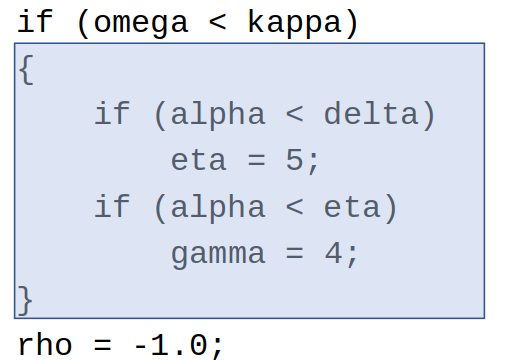 if (omega < kappa)
{
    if (alpha < delta)
        eta = 5;
    if (alpha < eta)
        gamma = 4;
}
rho = -1.0;